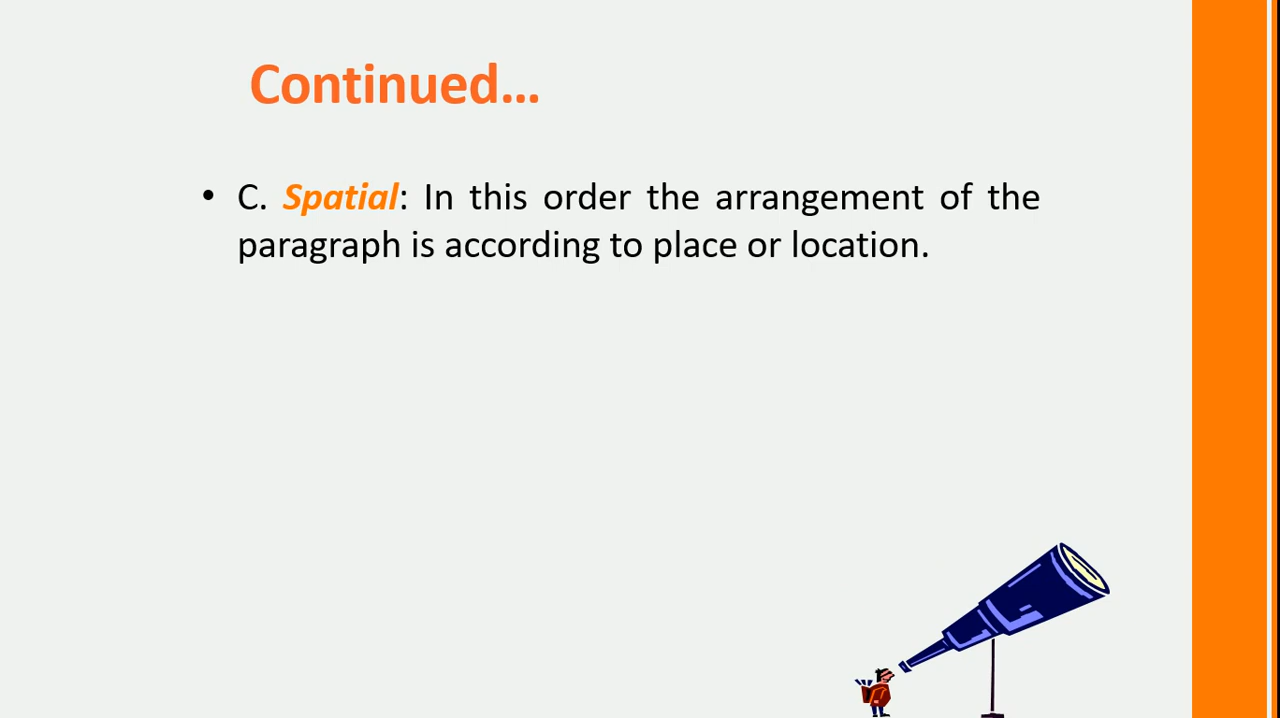 Continued...
• C. Spatial: In this order the arrangement of the
paragraph is according to place or location.